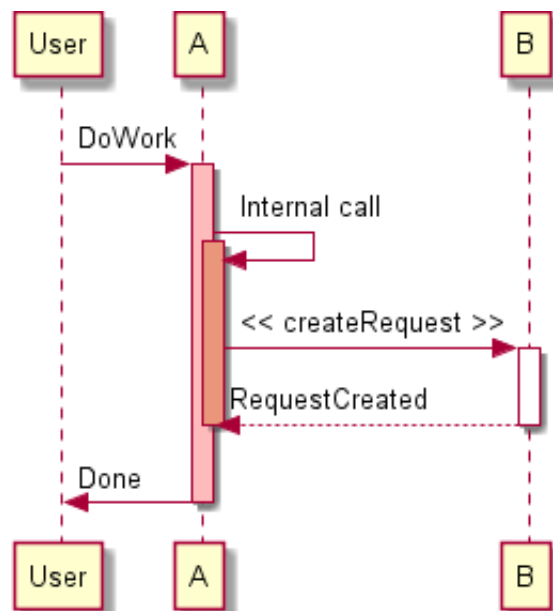 User A B
DoWork
Internal call
<< createRequest >>
RequestCreated
Done
User A B